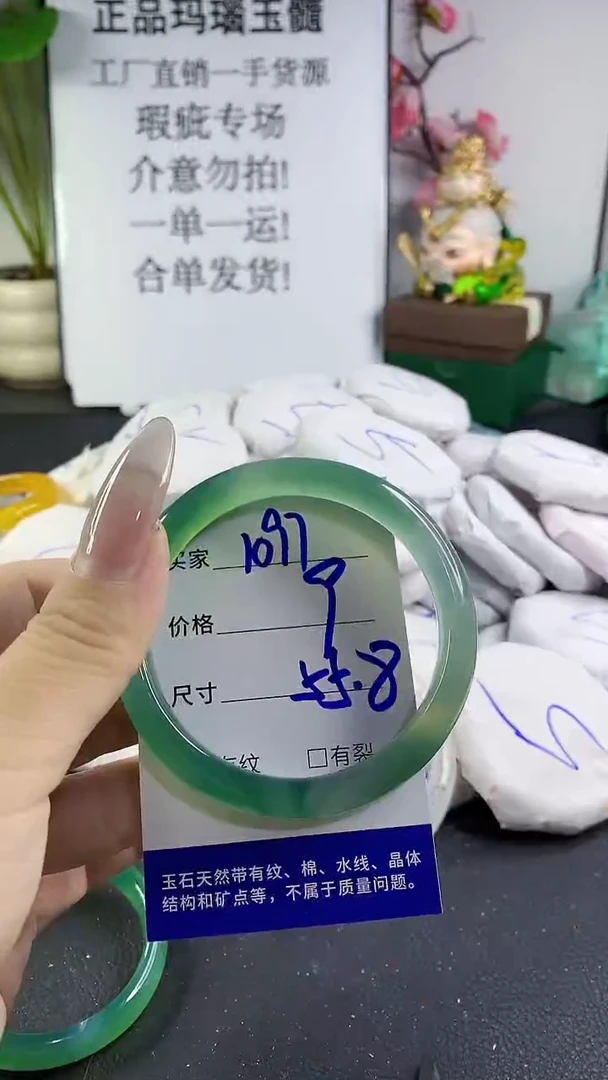 正品玛瑙玉髓
工厂直销一手货源
瑕疵专场
介意勿拍!
一单一运!
合单发货!
买家 1097
价格
尺寸 55.8
有纹 □有裂
玉石天然带有纹、棉、水线、晶体
结构和矿点等，不属于质量问题。